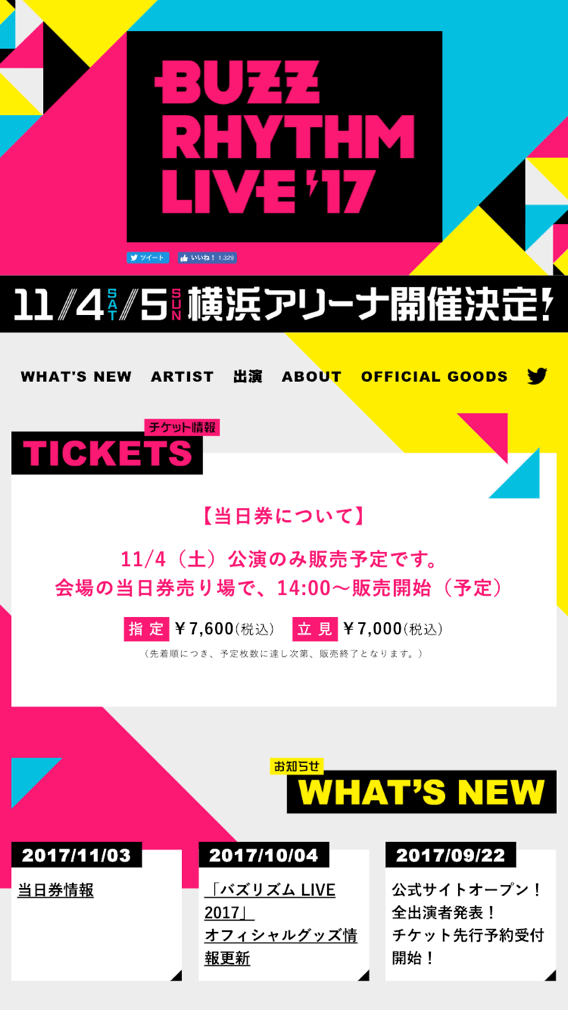 BUZZ
RHYTHM
LIVE '17
ツイート
いいね! 1,329
11/4 SAT/5 SUN 横浜アリーナ開催決定!
WHAT'S NEW ARTIST 出演 ABOUT OFFICIAL GOODS
チケット情報
TICKETS
【当日券について】
11/4（土）公演のみ販売予定です。
会場の当日券売り場で、14:00～販売開始（予定）
指定 ¥7,600(税込) 立見 ¥7,000(税込)
（先着順につき、予定枚数に達し次第、販売終了となります。）
お知らせ
WHAT'S NEW
2017/11/03
当日券情報
2017/10/04
「バズリズム LIVE
2017」
オフィシャルグッズ情
報更新
2017/09/22
公式サイトオープン！
全出演者発表！
チケット先行予約受付
開始！